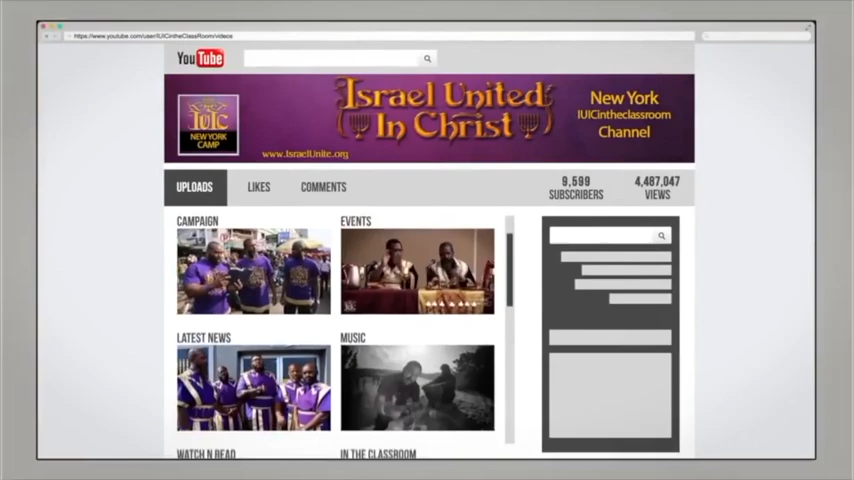 https://www.youtube.com/user/IUICintheClassRoom/videos
YouTube
Israel United
In Christ
IUIC
NEW YORK
CAMP
www.IsraelUnite.org
New York
IUICintheclassroom
Channel
UPLOADS
LIKES
COMMENTS
9,599
SUBSCRIBERS
4,487,047
VIEWS
CAMPAIGN
EVENTS
LATEST NEWS
MUSIC
WATCH N READ
IN THE CLASSROOM